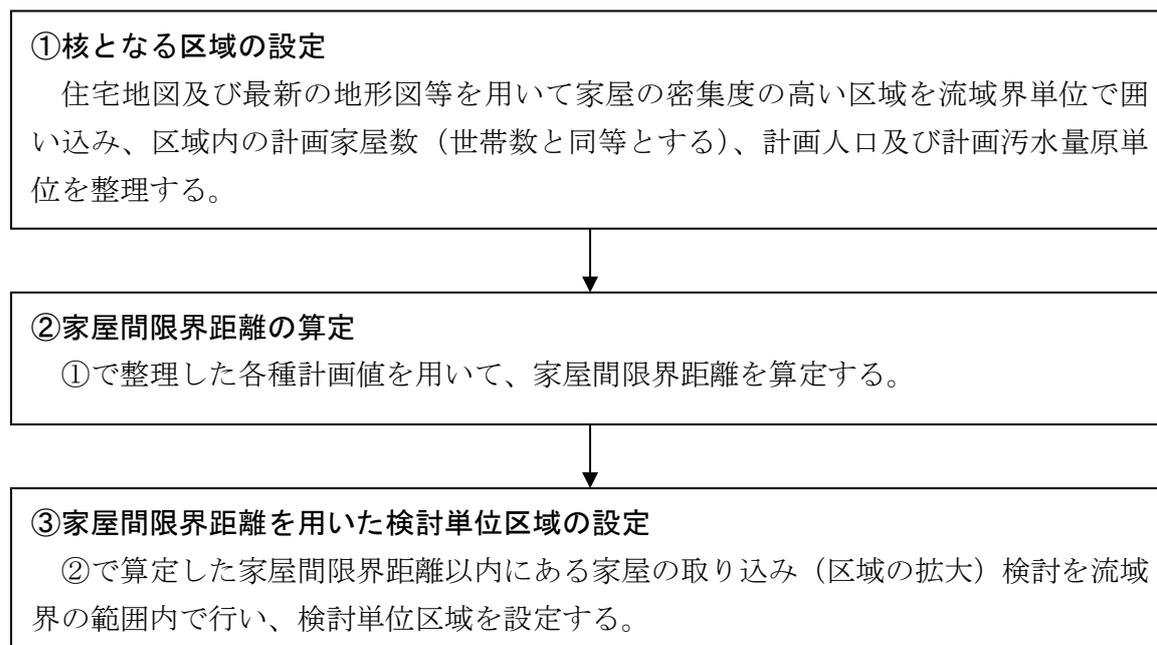 ①核となる区域の設定
住宅地図及び最新の地形図等を用いて家屋の密集度の高い区域を流域界単位で囲
い込み、区域内の計画家屋数（世帯数と同等とする）、計画人口及び計画汚水量原単
位を整理する。
②家屋間限界距離の算定
①で整理した各種計画値を用いて、家屋間限界距離を算定する。
③家屋間限界距離を用いた検討単位区域の設定
②で算定した家屋間限界距離以内にある家屋の取り込み（区域の拡大）検討を流域
界の範囲内で行い、検討単位区域を設定する。